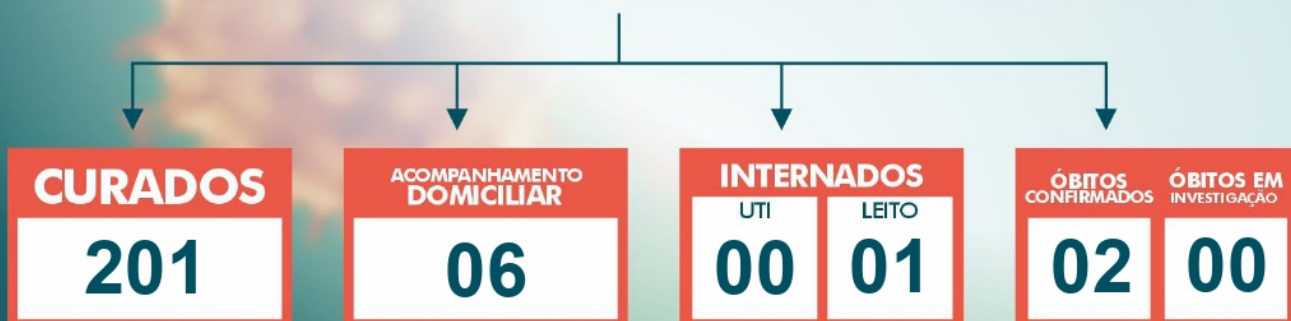 CURADOS
201
ACOMPANHAMENTO
DOMICILIAR
06
INTERNADOS
UTI
00
LEITO
01
ÓBITOS
CONFIRMADOS
02
ÓBITOS EM
INVESTIGAÇÃO
00